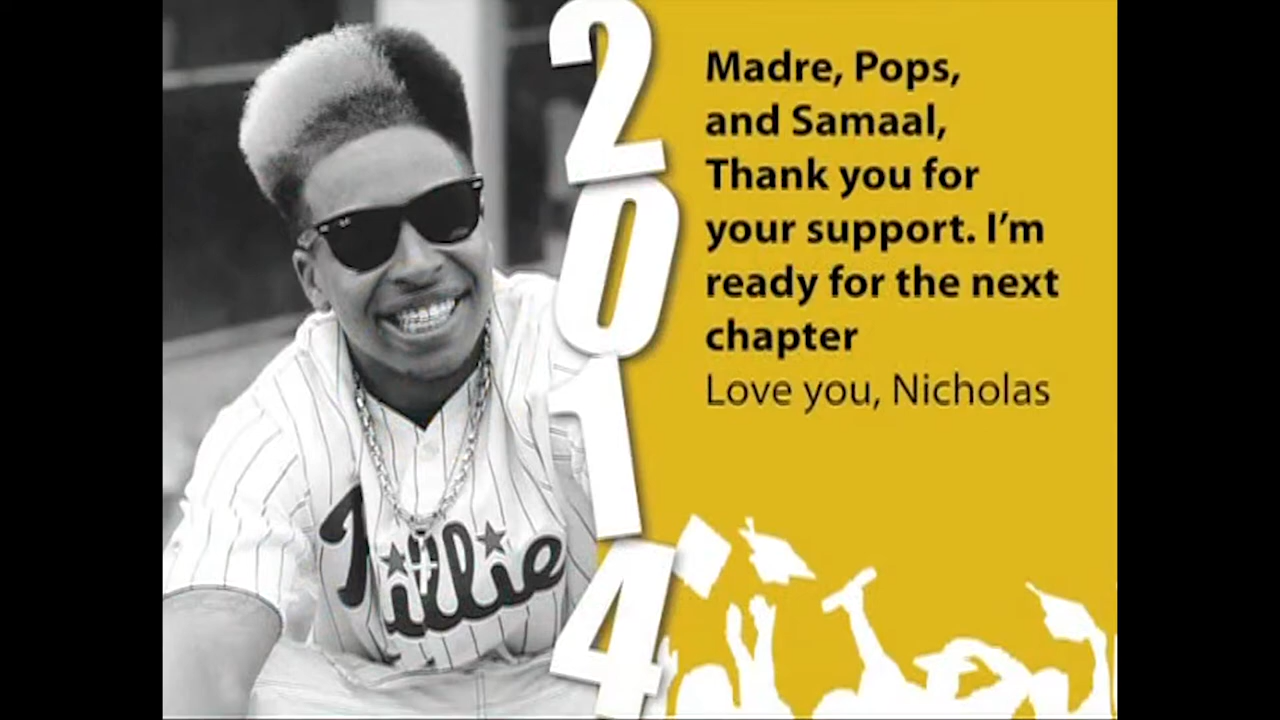 2014
Madre, Pops,
and Samaal,
Thank you for
your support. I'm
ready for the next
chapter
Love you, Nicholas